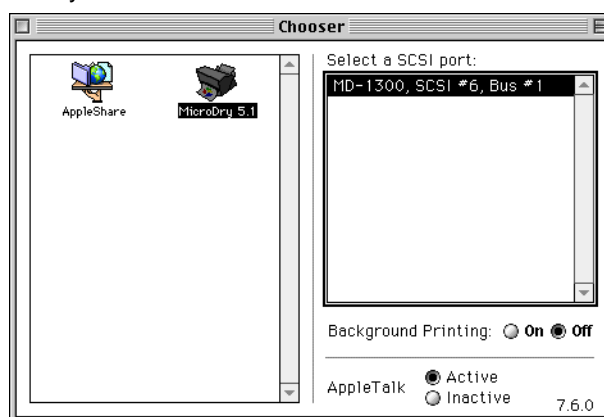 Chooser
AppleShare
MicroDry 5.1
Select a SCSI port:
MD-1300, SCSI #6, Bus #1
Background Printing: On Off
AppleTalk
Active
Inactive
7.6.0